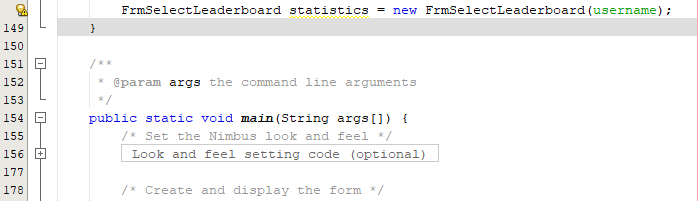 FrmSelectLeaderboard statistics = new FrmSelectLeaderboard(username);
149 }
150
151 /**
152 * @param args the command line arguments
153 */
154 public static void main(String args[]) {
155 /* Set the Nimbus look and feel */
156 Look and feel setting code (optional)
177
178 /* Create and display the form */